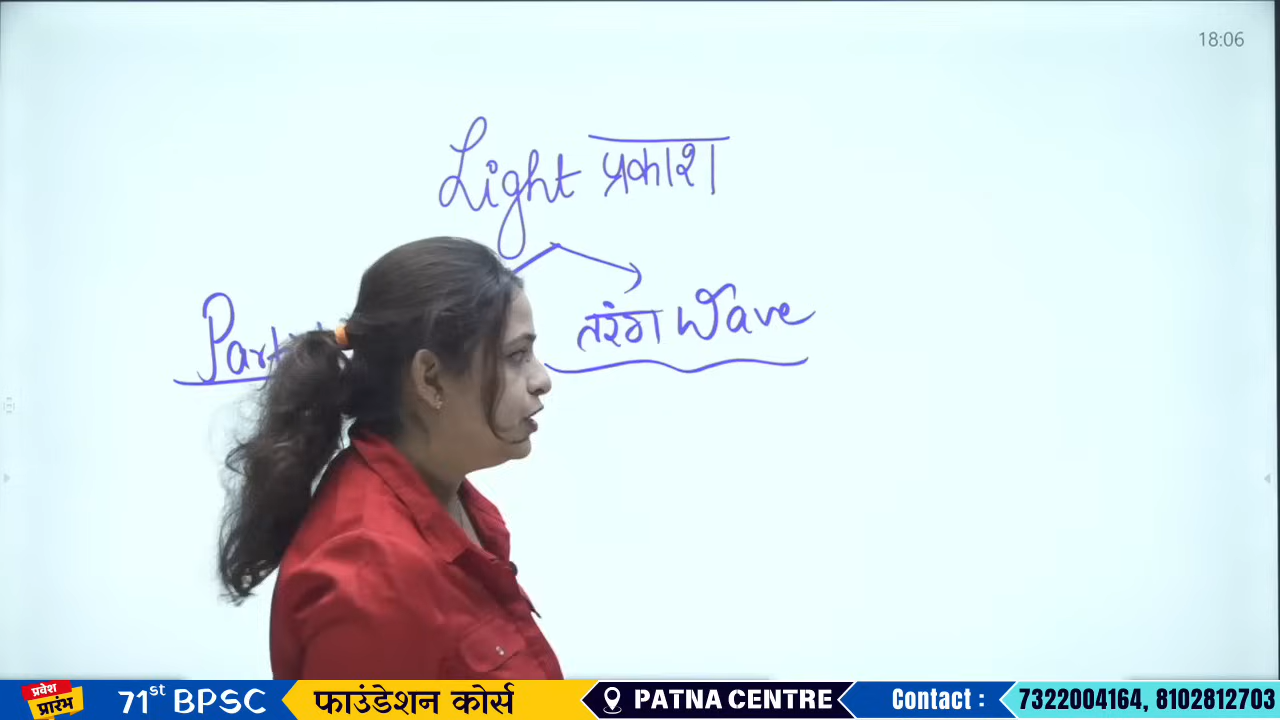 18:06
Light प्रकाश
तरंग Wave
प्रवेश प्रारंभ 71st BPSC फाउंडेशन कोर्स PATNA CENTRE Contact : 7322004164, 8102812703